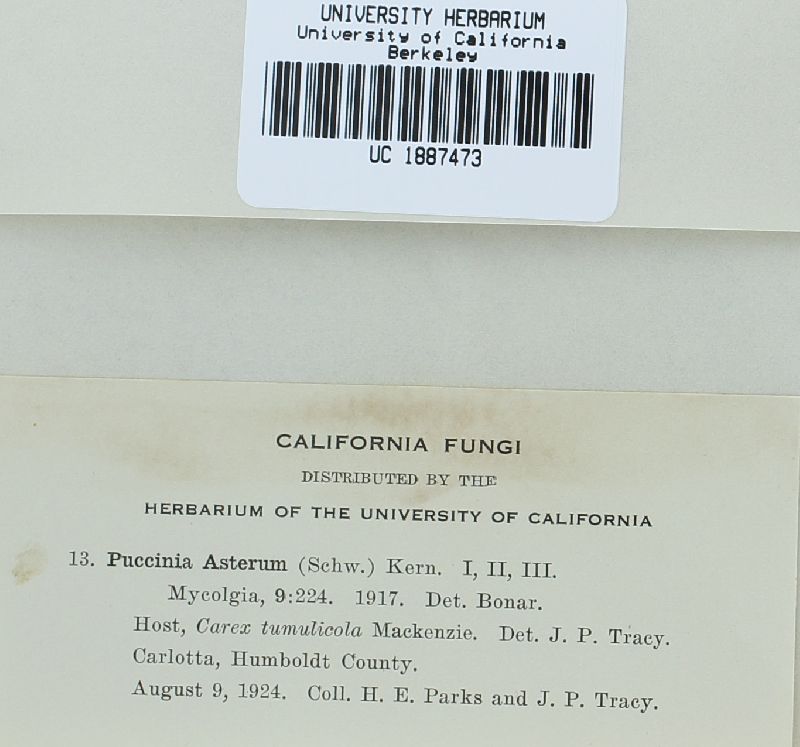 UNIVERSITY HERBARIUM
University of California
Berkeley
UC 1887473
CALIFORNIA FUNGI
DISTRIBUTED BY THE
HERBARIUM OF THE UNIVERSITY OF CALIFORNIA
13. Puccinia Asterum (Schw.) Kern. I, II, III.
Mycolgia, 9:224. 1917. Det. Bonar.
Host, Carex tumulicola Mackenzie. Det. J. P. Tracy.
Carlotta, Humboldt County.
August 9, 1924. Coll. H. E. Parks and J. P. Tracy.